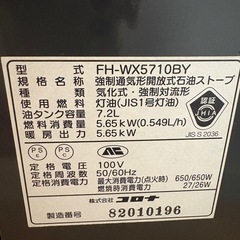 型式 FH-WX5710BY
規格名称 強制通気形開放式石油ストーブ
種類 気化式・強制対流形
使用燃料 灯油(JIS1号灯油)
油タンク容量 7.2L
燃料消費量 5.65kW(0.549L/h)
暖房出力 5.65kW
認証
JHIA
JIS S 2036
PSC
PSE
定格電圧 100V
定格周波数 50/60Hz
定格消費電力 最大消費電力(点火時) 650/650W
燃焼時消費電力 27/26W
株式会社コロナ
製造番号 82010196